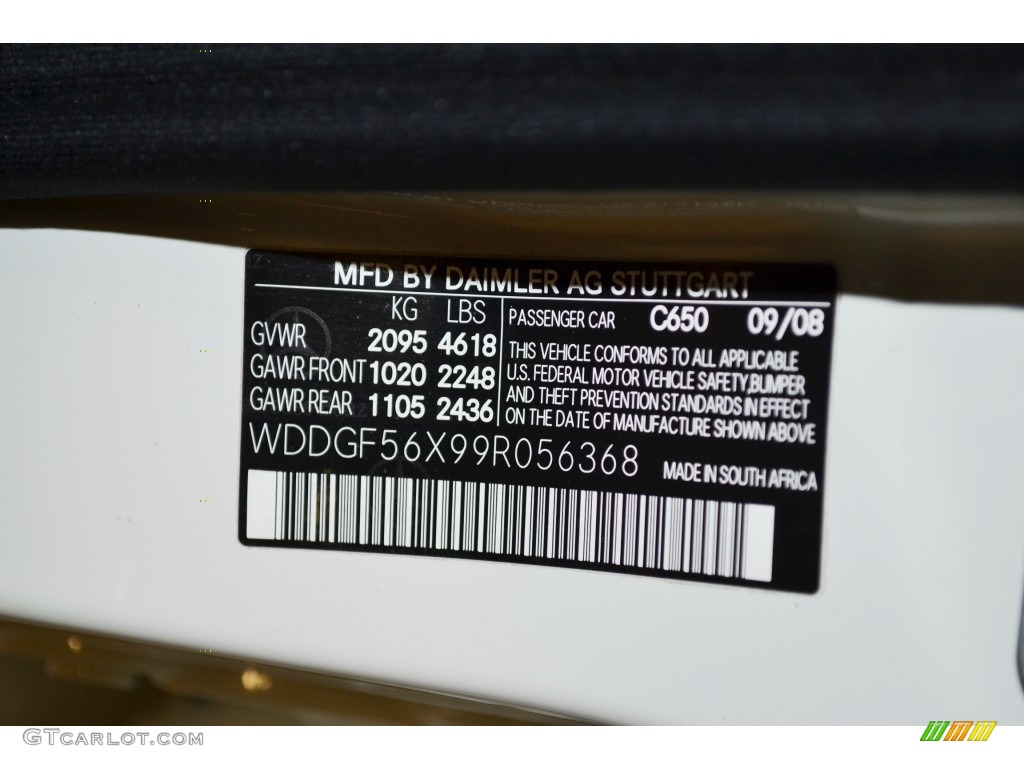 MFD BY DAIMLER AG STUTTGART
KG LBS
GVWR 2095 4618
GAWR FRONT 1020 2248
GAWR REAR 1105 2436
PASSENGER CAR C650 09/08
THIS VEHICLE CONFORMS TO ALL APPLICABLE
U.S. FEDERAL MOTOR VEHICLE SAFETY,BUMPER
AND THEFT PREVENTION STANDARDS IN EFFECT
ON THE DATE OF MANUFACTURE SHOWN ABOVE
WDDGF56X99R056368
MADE IN SOUTH AFRICA
GTCARLOT.COM